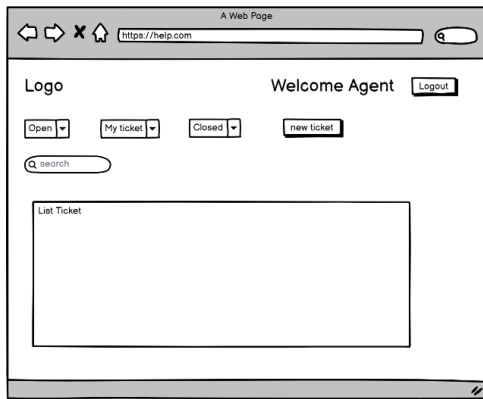 A Web Page
https://help.com
Logo
Welcome Agent
Logout
Open
My ticket
Closed
new ticket
search
List Ticket